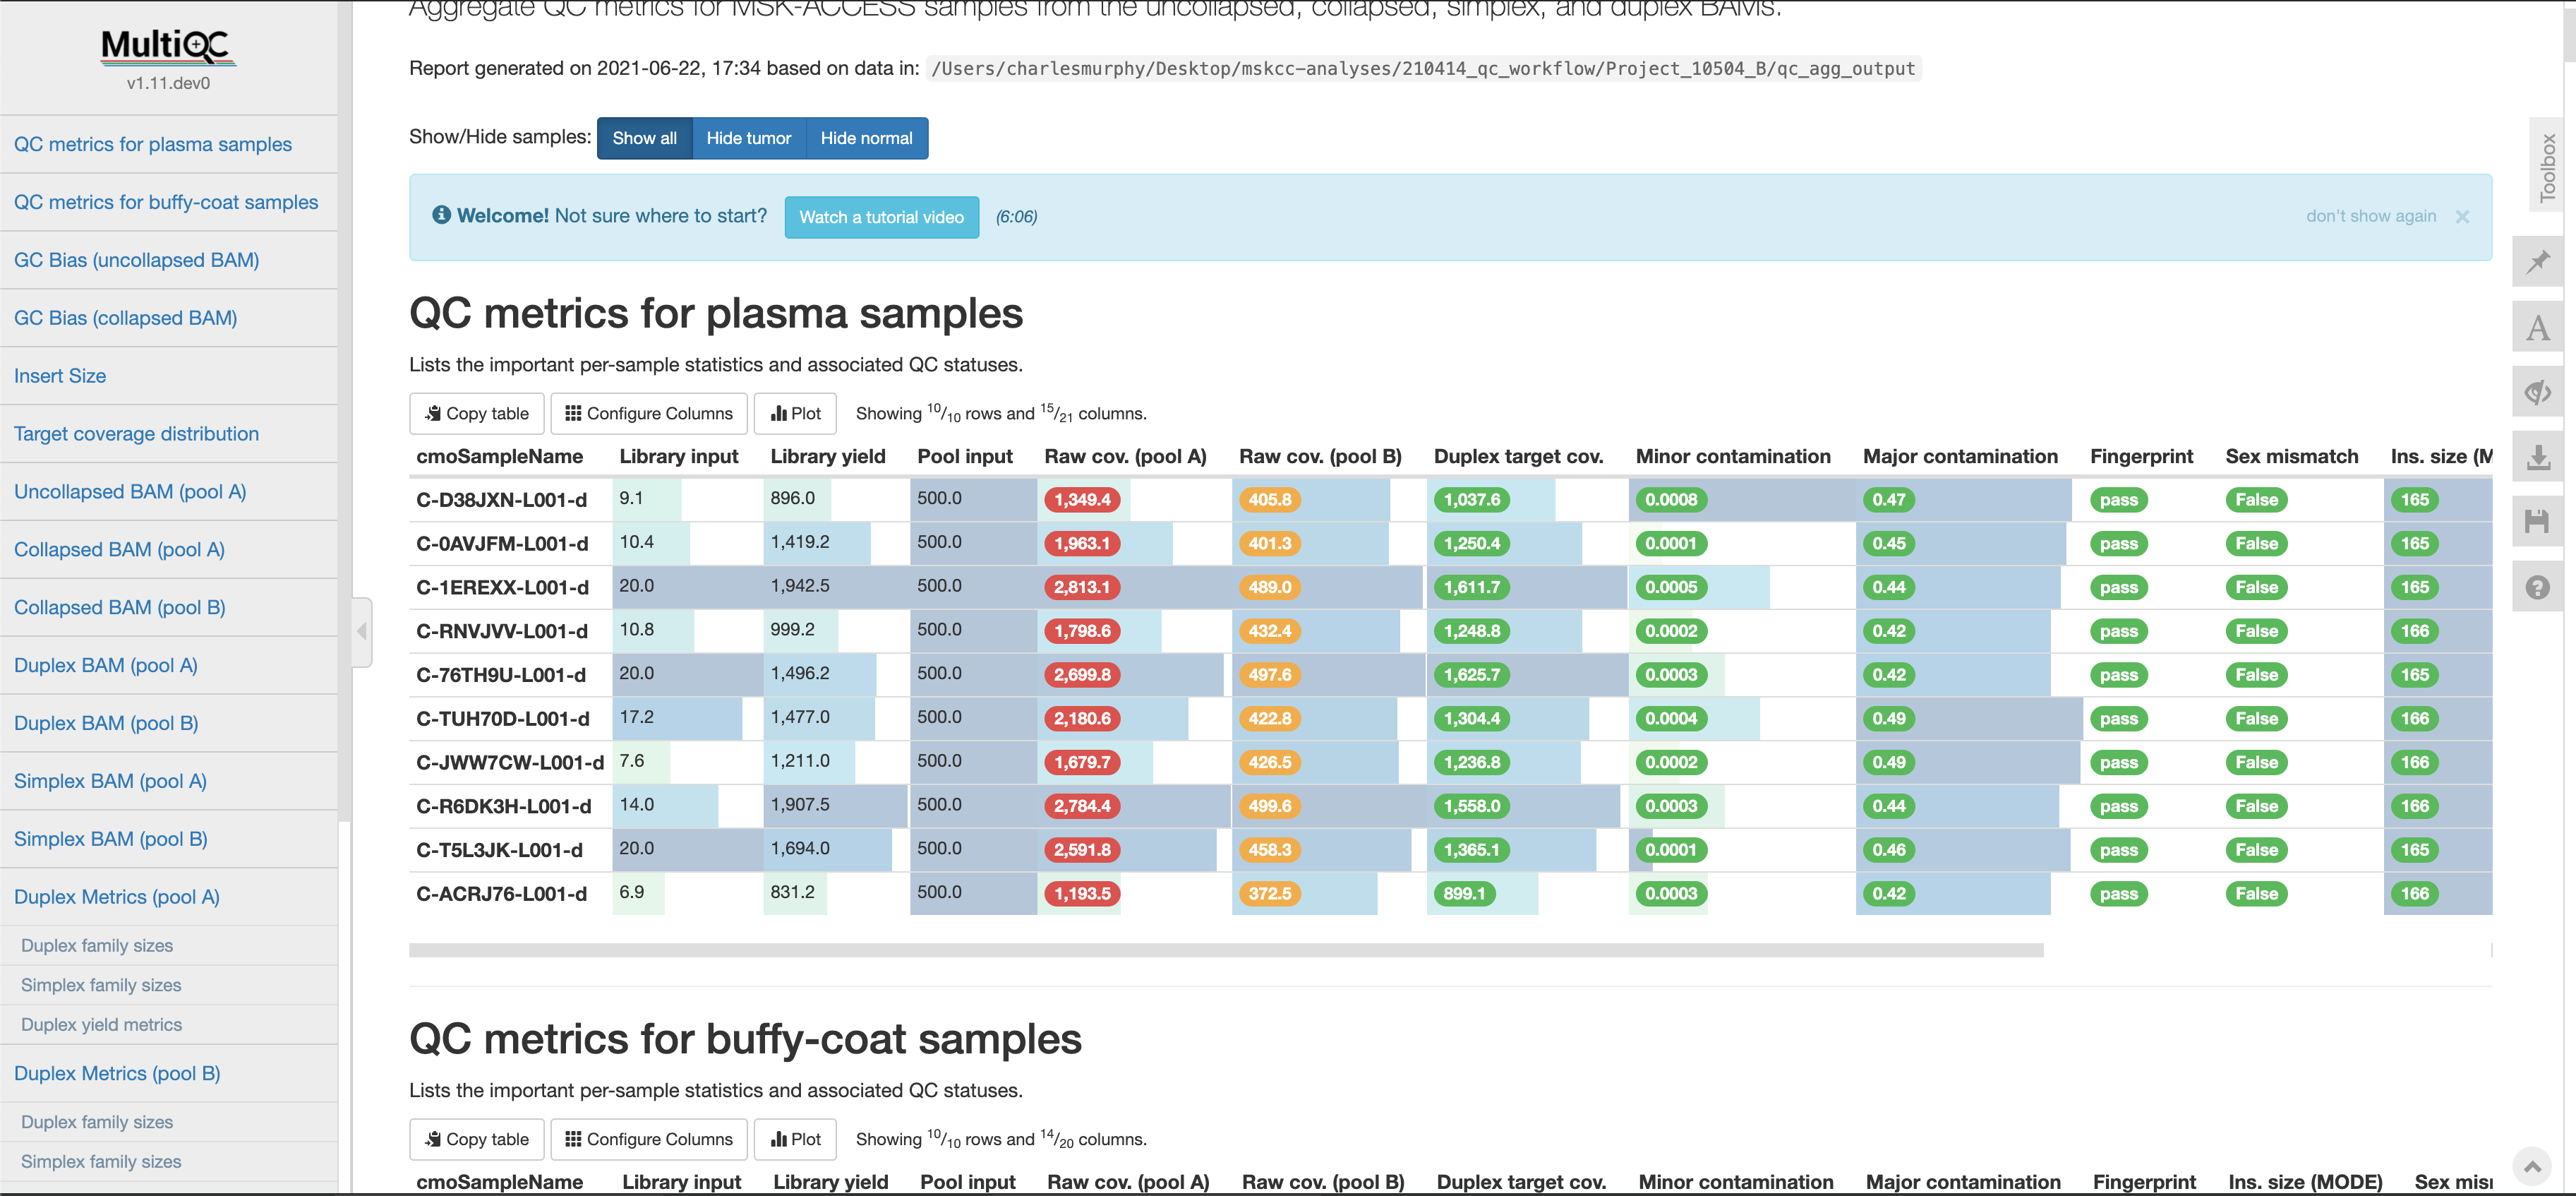 MultiQC
v1.11.dev0
QC metrics for plasma samples
QC metrics for buffy-coat samples
GC Bias (uncollapsed BAM)
GC Bias (collapsed BAM)
Insert Size
Target coverage distribution
Uncollapsed BAM (pool A)
Collapsed BAM (pool A)
Collapsed BAM (pool B)
Duplex BAM (pool A)
Duplex BAM (pool B)
Simplex BAM (pool A)
Simplex BAM (pool B)
Duplex Metrics (pool A)
Duplex family sizes
Simplex family sizes
Duplex yield metrics
Duplex Metrics (pool B)
Duplex family sizes
Simplex family sizes
Aggregate QC metrics for MSK-ACCESS samples from the uncollapsed, collapsed, simplex, and duplex BAMs.
Report generated on 2021-06-22, 17:34 based on data in: /Users/charlesmurphy/Desktop/mskcc-analyses/210414_qc_workflow/Project_10504_B/qc_agg_output
Show/Hide samples: Show all Hide tumor Hide normal
Welcome! Not sure where to start? Watch a tutorial video (6:06) don't show again ×
QC metrics for plasma samples
Lists the important per-sample statistics and associated QC statuses.
Copy table Configure Columns Plot Showing 10/10 rows and 15/21 columns.
cmoSampleName Library input Library yield Pool input Raw cov. (pool A) Raw cov. (pool B) Duplex target cov. Minor contamination Major contamination Fingerprint Sex mismatch Ins. size (M
C-D38JXN-L001-d 9.1 896.0 500.0 1,349.4 405.8 1,037.6 0.0008 0.47 pass False 165
C-0AVJFM-L001-d 10.4 1,419.2 500.0 1,963.1 401.3 1,250.4 0.0001 0.45 pass False 165
C-1EREXX-L001-d 20.0 1,942.5 500.0 2,813.1 489.0 1,611.7 0.0005 0.44 pass False 165
C-RNVJVV-L001-d 10.8 999.2 500.0 1,798.6 432.4 1,248.8 0.0002 0.42 pass False 166
C-76TH9U-L001-d 20.0 1,496.2 500.0 2,699.8 497.6 1,625.7 0.0003 0.42 pass False 165
C-TUH70D-L001-d 17.2 1,477.0 500.0 2,180.6 422.8 1,304.4 0.0004 0.49 pass False 166
C-JWW7CW-L001-d 7.6 1,211.0 500.0 1,679.7 426.5 1,236.8 0.0002 0.49 pass False 166
C-R6DK3H-L001-d 14.0 1,907.5 500.0 2,784.4 499.6 1,558.0 0.0003 0.44 pass False 166
C-T5L3JK-L001-d 20.0 1,694.0 500.0 2,591.8 458.3 1,365.1 0.0001 0.46 pass False 165
C-ACRJ76-L001-d 6.9 831.2 500.0 1,193.5 372.5 899.1 0.0003 0.42 pass False 166
QC metrics for buffy-coat samples
Lists the important per-sample statistics and associated QC statuses.
Copy table Configure Columns Plot Showing 10/10 rows and 14/20 columns.
cmoSampleName Library input Library yield Pool input Raw cov. (pool A) Raw cov. (pool B) Duplex target cov. Minor contamination Major contamination Fingerprint Ins. size (MODE) Sex misr
Toolbox
A
?